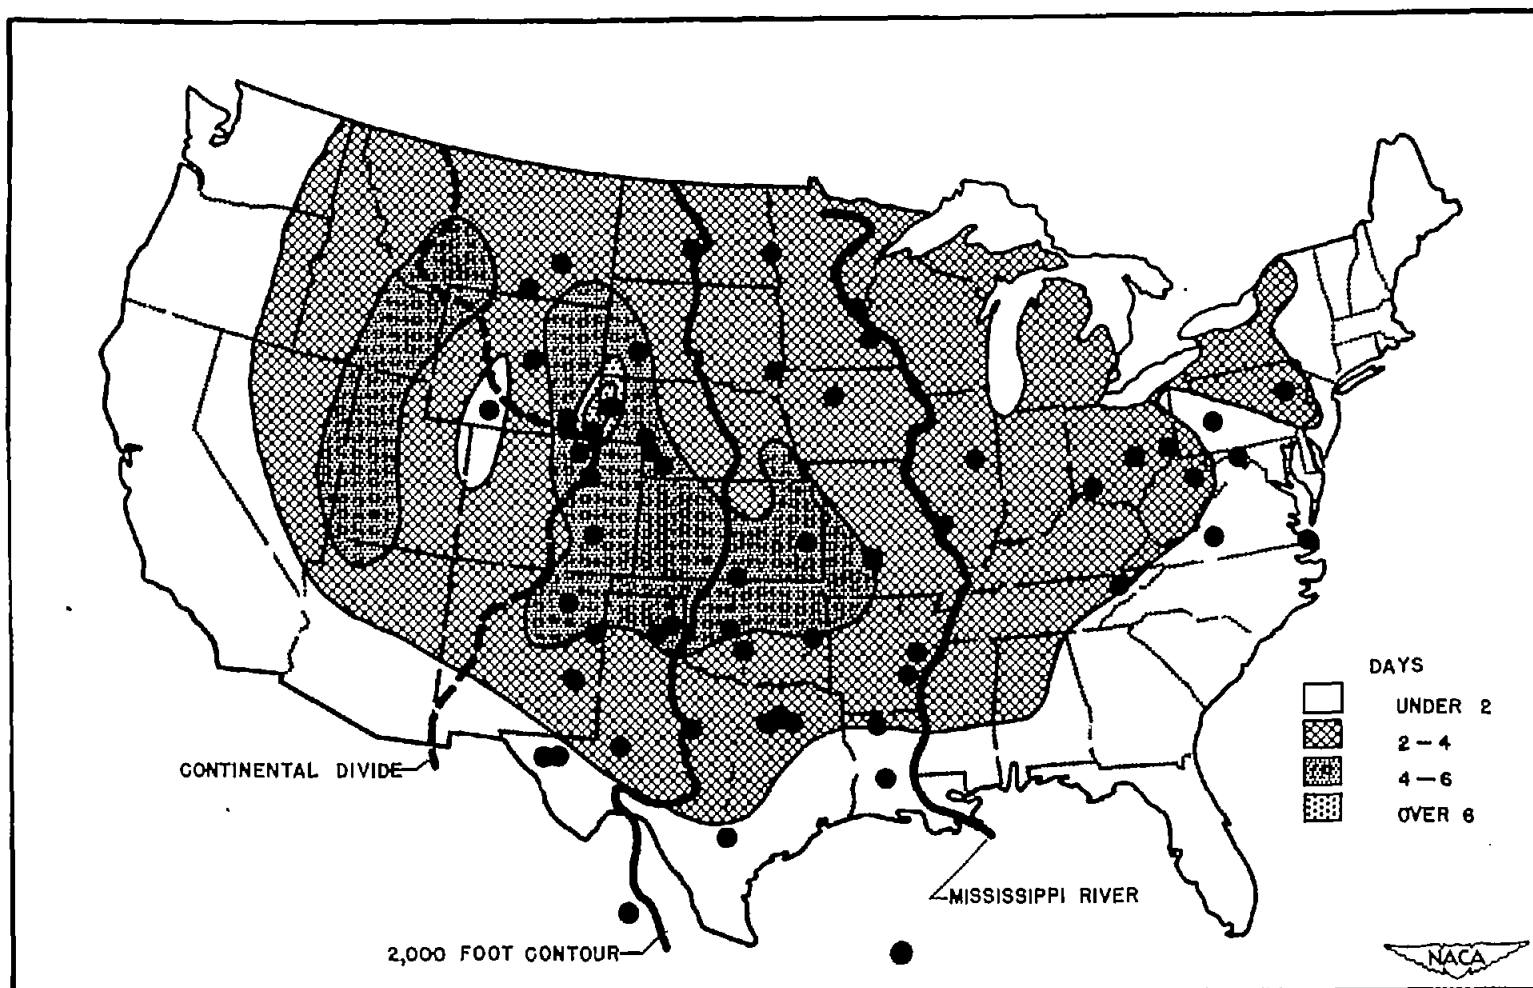 DAYS
UNDER 2
2-4
4-6
OVER 6
CONTINENTAL DIVIDE
MISSISSIPPI RIVER
2,000 FOOT CONTOUR
NACA